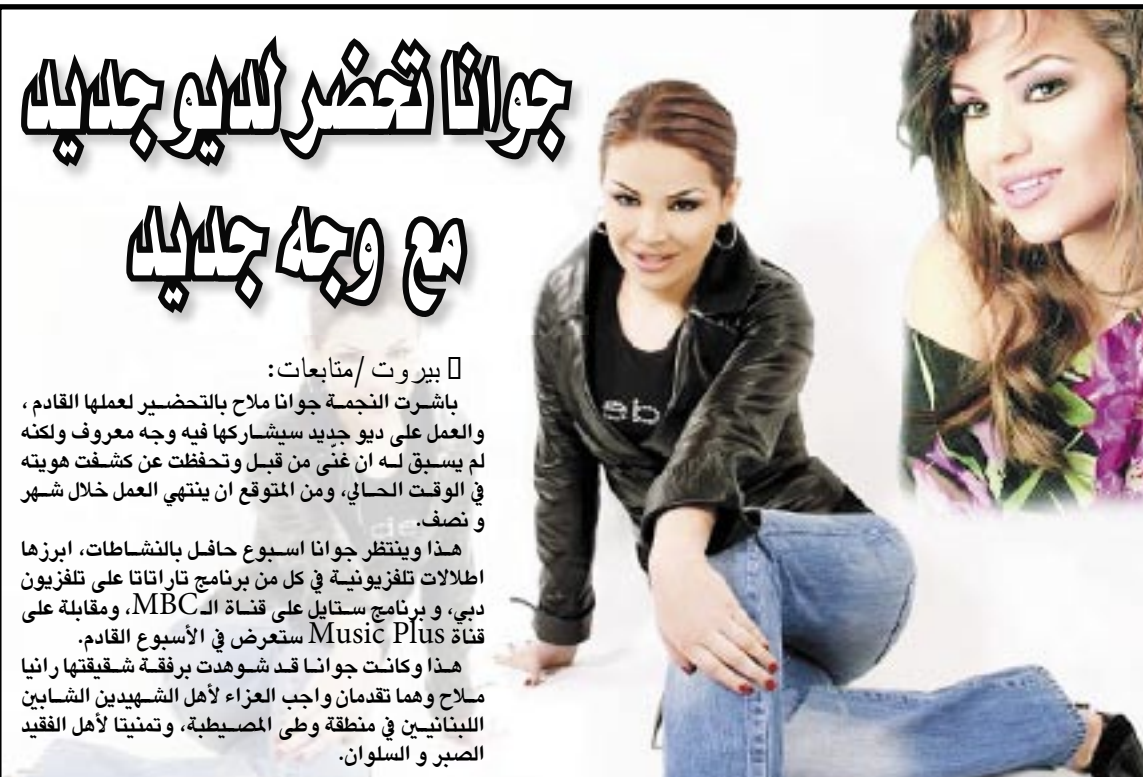 جوانا تحضر لديو جديد
مع وجه جديد
بيروت /متابعات:
باشرت النجمة جوانا ملاح بالتحضير لعملها القادم ،
والعمل على ديو جديد سيشاركها فيه وجه معروف ولكنه
لم يسبق له ان غنّى من قبل وتحفظت عن كشفت هويته
في الوقت الحالي، ومن المتوقع ان ينتهي العمل خلال شهر
و نصف.
هذا وينتظر جوانا اسبوع حافل بالنشاطات، ابرزها
اطلالات تلفزيونية في كل من برنامج تاراتاتا على تلفزيون
دبي، و برنامج ستايل على قناة الـMBC، ومقابلة على
قناة Music Plus ستعرض في الأسبوع القادم.
هذا وكانت جوانا قد شوهدت برفقة شقيقتها رانيا
ملاح وهما تقدمان واجب العزاء لأهل الشهيدين الشابين
اللبنانيين في منطقة وطى المصيطبة، وتمنيتا لأهل الفقيد
الصبر و السلوان.